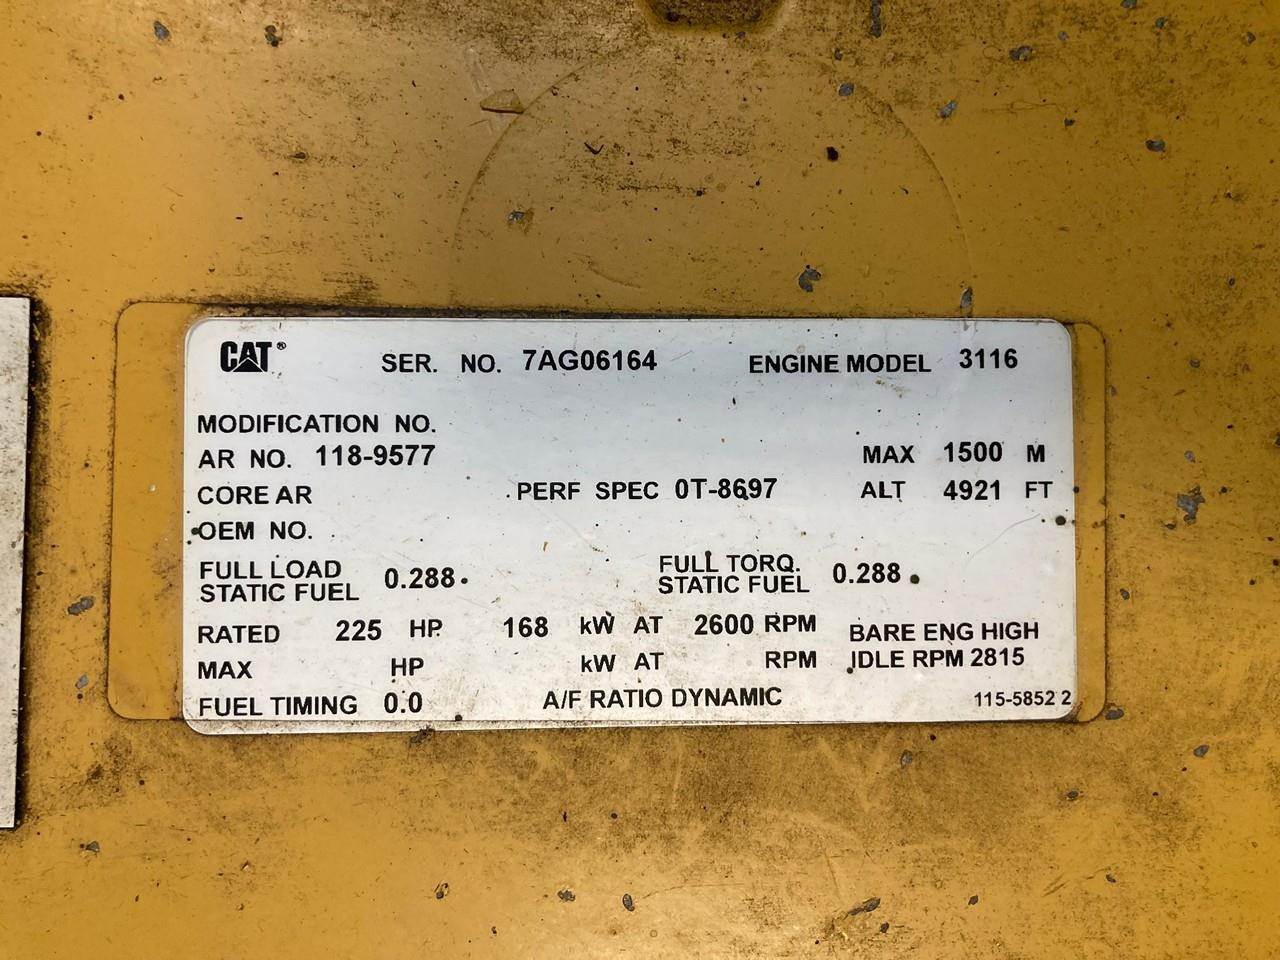 CAT® SER. NO. 7AG06164 ENGINE MODEL 3116
MODIFICATION NO.
AR NO. 118-9577 MAX 1500 M
CORE AR PERF SPEC 0T-8697 ALT 4921 FT
OEM NO.
FULL LOAD STATIC FUEL 0.288 FULL TORQ. STATIC FUEL 0.288
RATED 225 HP 168 kW AT 2600 RPM BARE ENG HIGH
MAX HP kW AT RPM IDLE RPM 2815
FUEL TIMING 0.0 A/F RATIO DYNAMIC 115-5852 2